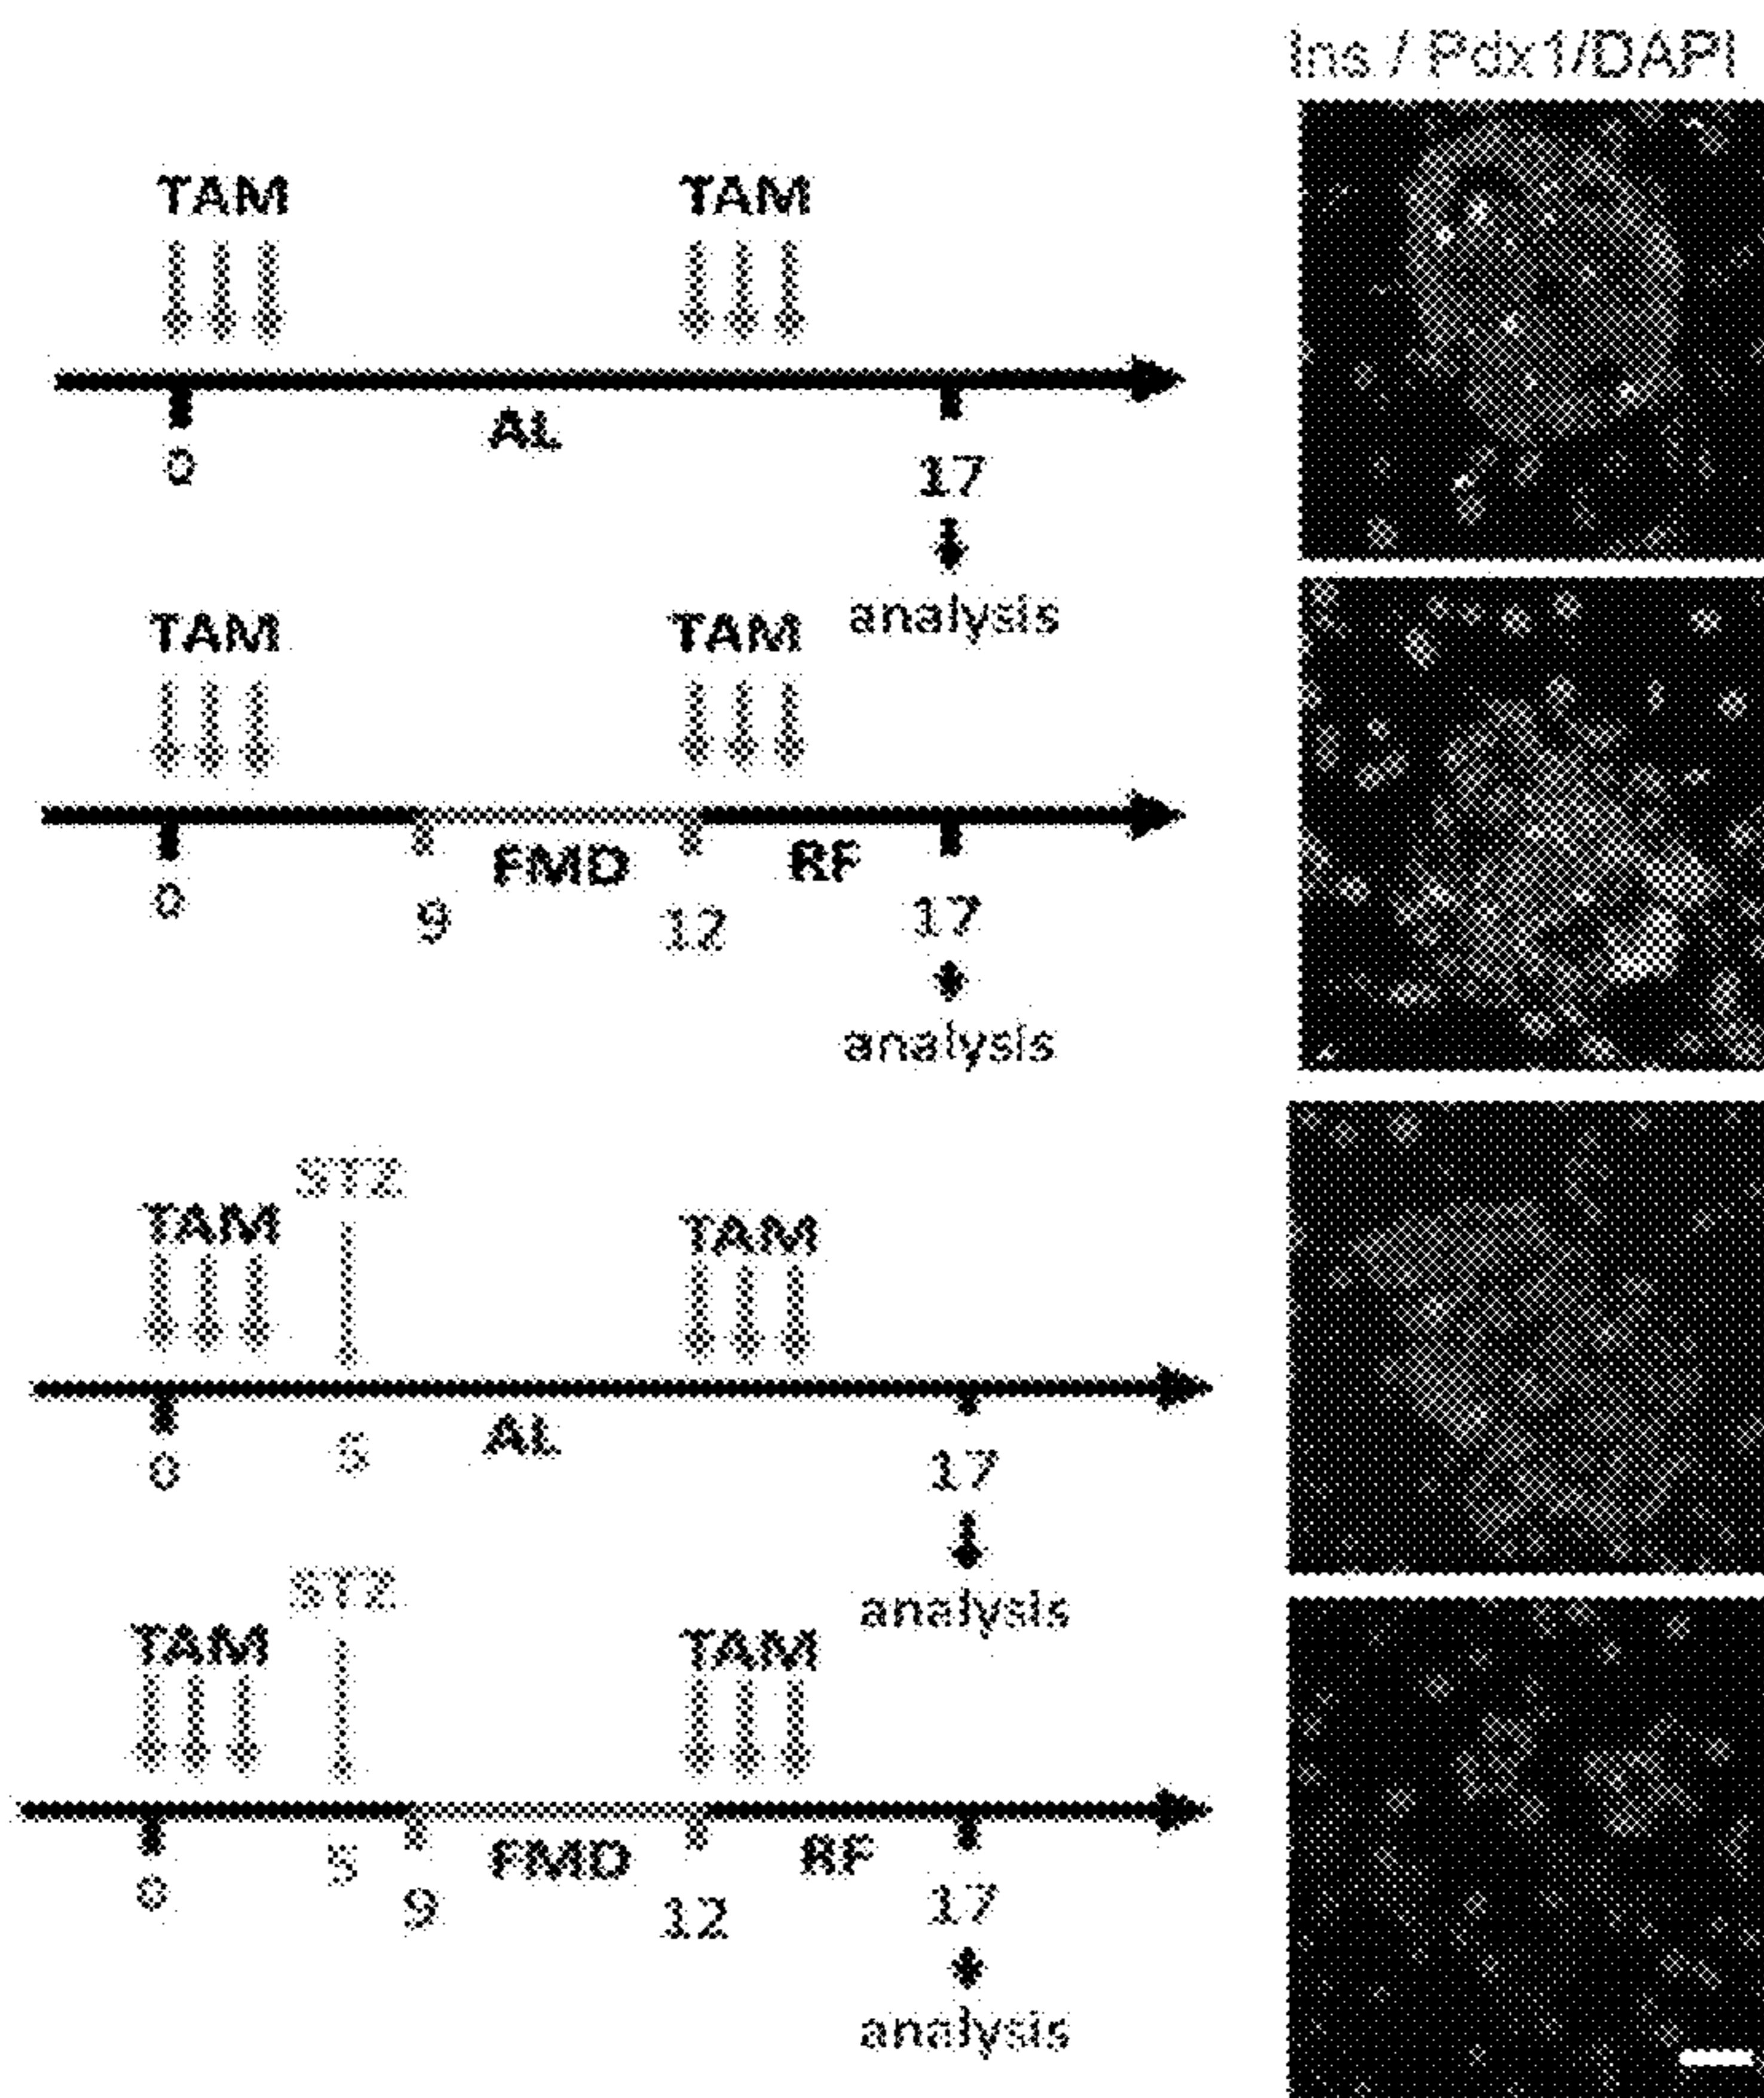 Ins / Pdx1/DAPI
TAM TAM
AL
0 17
analysis
TAM TAM
FMD RF
0 9 12 17
analysis
STZ
TAM TAM
0 5 AL 17
analysis
STZ
TAM TAM
0 5 9 FMD 12 RF 17
analysis